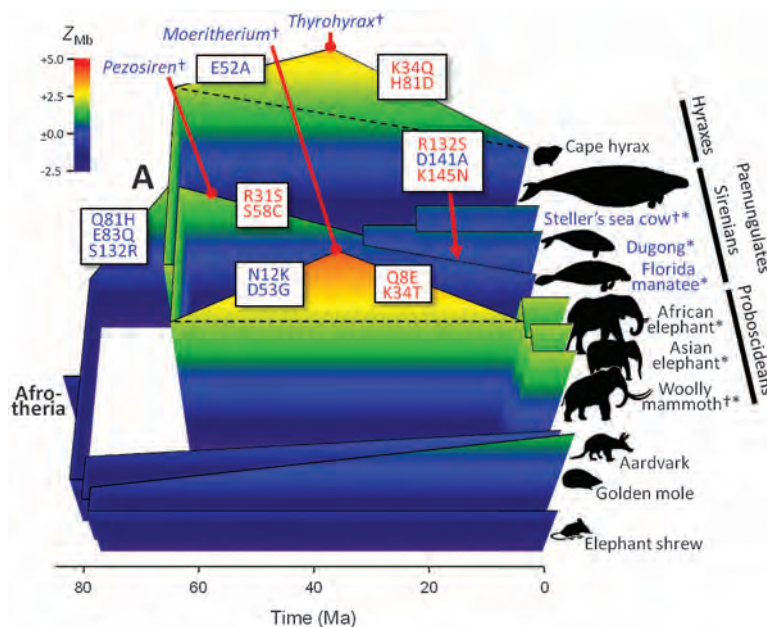 Z Mb
+5.0
+2.5
±0.0
-2.5
Thyrohyrax†
Moeritherium†
Pezosiren†
E52A
K34Q
H81D
R132S
D141A
K145N
A
R31S
S58C
Q81H
E83Q
S132R
N12K
D53G
Q8E
K34T
Afro-
theria
Cape hyrax
Steller's sea cow†*
Dugong*
Florida
manatee*
African
elephant*
Asian
elephant*
Woolly
mammoth†*
Aardvark
Golden mole
Elephant shrew
Hyraxes
Paenungulates
Sirenians
Proboscideans
80
60
40
20
0
Time (Ma)